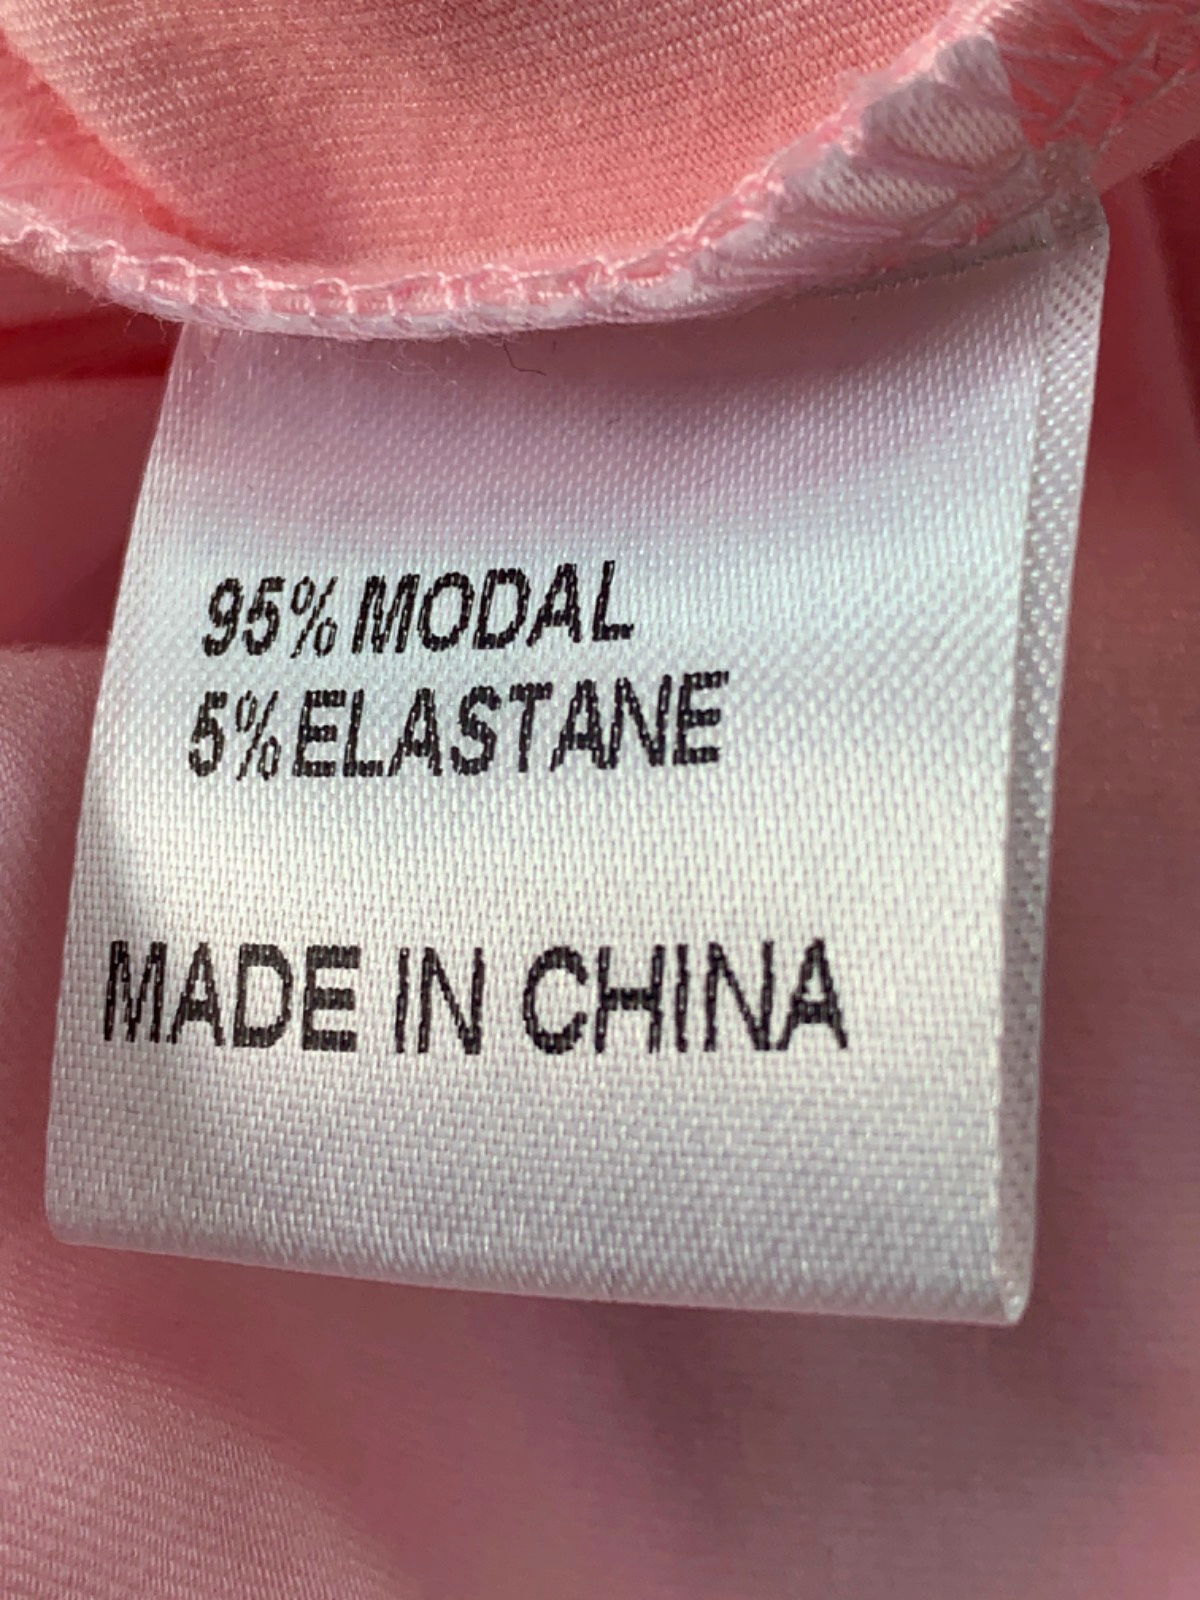 95% MODAL
5% ELASTANE
MADE IN CHINA